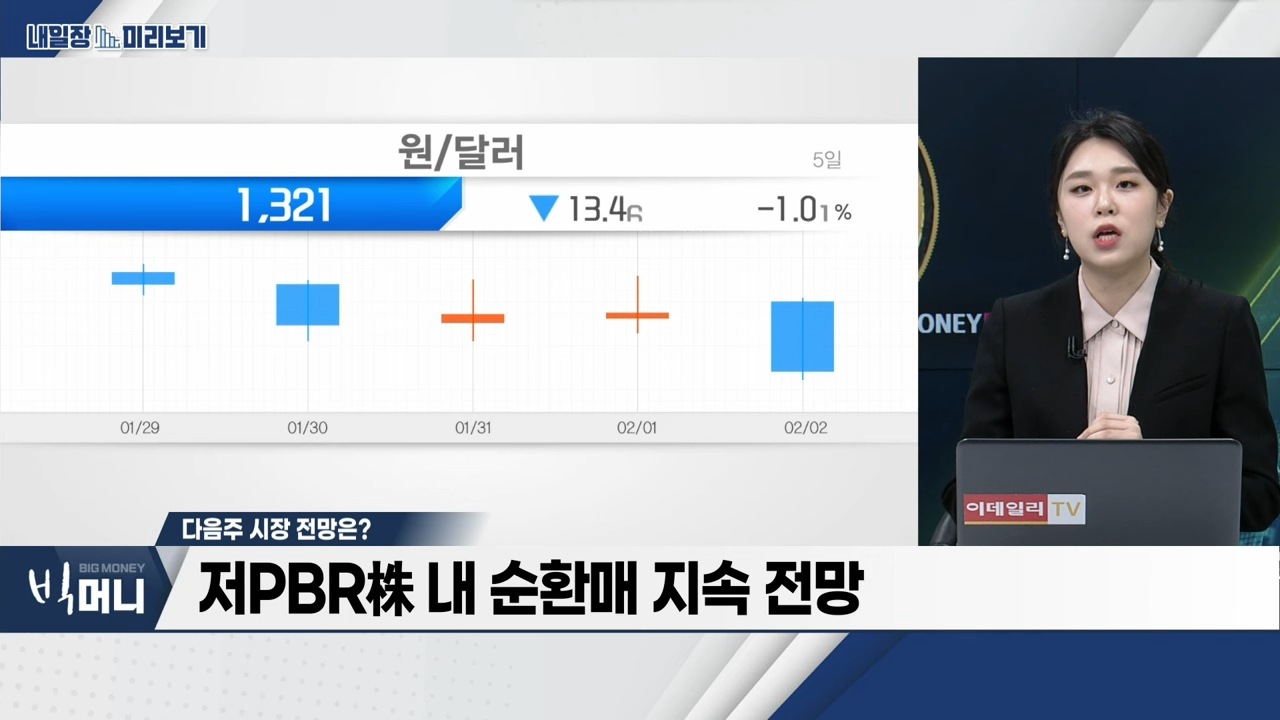 내일장 미리보기
원/달러
5일
1,321
▼ 13.46
-1.01%
01/29
01/30
01/31
02/01
02/02
ONEY
이데일리TV
다음주 시장 전망은?
BIG MONEY
빅머니
저PBR株 내 순환매 지속 전망